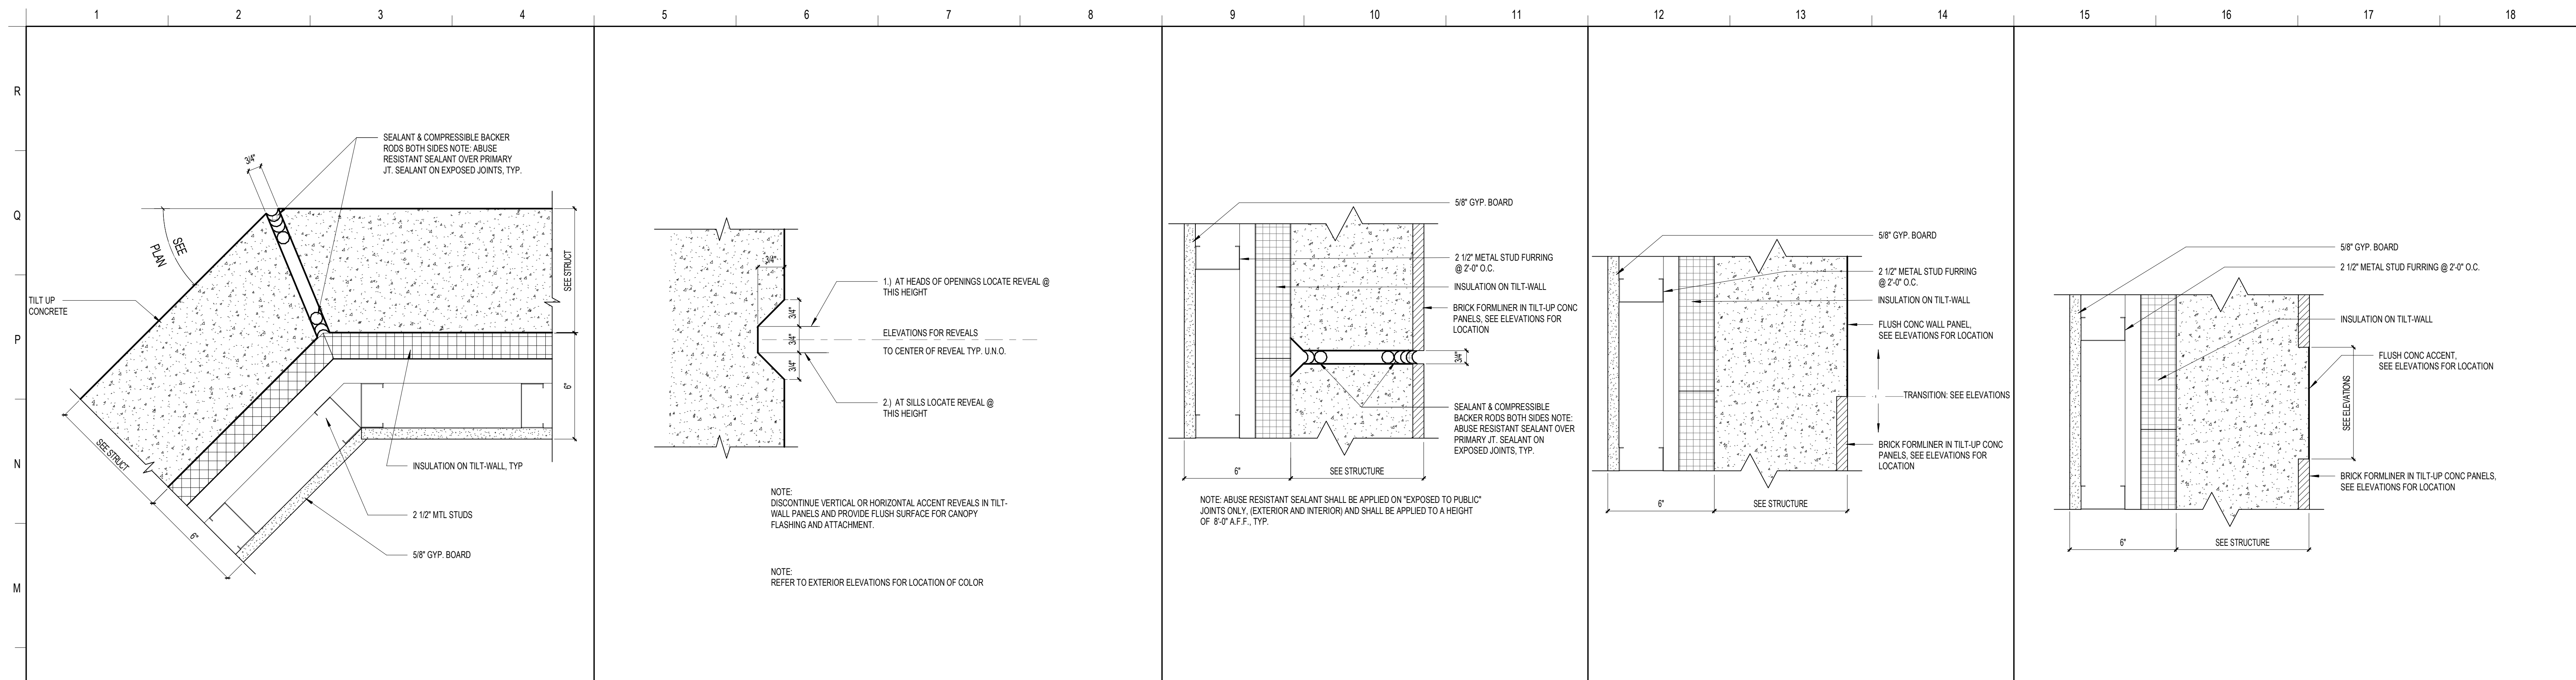 1 2 3 4 5 6 7 8 9 10 11 12 13 14 15 16 17 18
R
Q
P
N
M
SEALANT & COMPRESSIBLE BACKER
RODS BOTH SIDES NOTE: ABUSE
RESISTANT SEALANT OVER PRIMARY
JT. SEALANT ON EXPOSED JOINTS, TYP.
3/4"
SEE
PLAN
TILT UP
CONCRETE
SEE STRUCT
6"
SEE STRUCT
6"
INSULATION ON TILT-WALL, TYP
2 1/2" MTL STUDS
5/8" GYP. BOARD
3/4"
3/4"
3/4"
3/4"
1.) AT HEADS OF OPENINGS LOCATE REVEAL @
THIS HEIGHT
ELEVATIONS FOR REVEALS
TO CENTER OF REVEAL TYP. U.N.O.
2.) AT SILLS LOCATE REVEAL @
THIS HEIGHT
NOTE:
DISCONTINUE VERTICAL OR HORIZONTAL ACCENT REVEALS IN TILT-
WALL PANELS AND PROVIDE FLUSH SURFACE FOR CANOPY
FLASHING AND ATTACHMENT.
NOTE:
REFER TO EXTERIOR ELEVATIONS FOR LOCATION OF COLOR
5/8" GYP. BOARD
2 1/2" METAL STUD FURRING
@ 2'-0" O.C.
INSULATION ON TILT-WALL
BRICK FORMLINER IN TILT-UP CONC
PANELS, SEE ELEVATIONS FOR
LOCATION
3/4"
SEALANT & COMPRESSIBLE
BACKER RODS BOTH SIDES NOTE:
ABUSE RESISTANT SEALANT OVER
PRIMARY JT. SEALANT ON
EXPOSED JOINTS, TYP.
6"
SEE STRUCTURE
NOTE: ABUSE RESISTANT SEALANT SHALL BE APPLIED ON "EXPOSED TO PUBLIC"
JOINTS ONLY, (EXTERIOR AND INTERIOR) AND SHALL BE APPLIED TO A HEIGHT
OF 8'-0" A.F.F., TYP.
5/8" GYP. BOARD
2 1/2" METAL STUD FURRING
@ 2'-0" O.C.
INSULATION ON TILT-WALL
FLUSH CONC WALL PANEL,
SEE ELEVATIONS FOR LOCATION
TRANSITION: SEE ELEVATIONS
BRICK FORMLINER IN TILT-UP CONC
PANELS, SEE ELEVATIONS FOR
LOCATION
6"
SEE STRUCTURE
5/8" GYP. BOARD
2 1/2" METAL STUD FURRING @ 2'-0" O.C.
INSULATION ON TILT-WALL
FLUSH CONC ACCENT,
SEE ELEVATIONS FOR LOCATION
SEE ELEVATIONS
BRICK FORMLINER IN TILT-UP CONC PANELS,
SEE ELEVATIONS FOR LOCATION
6"
SEE STRUCTURE